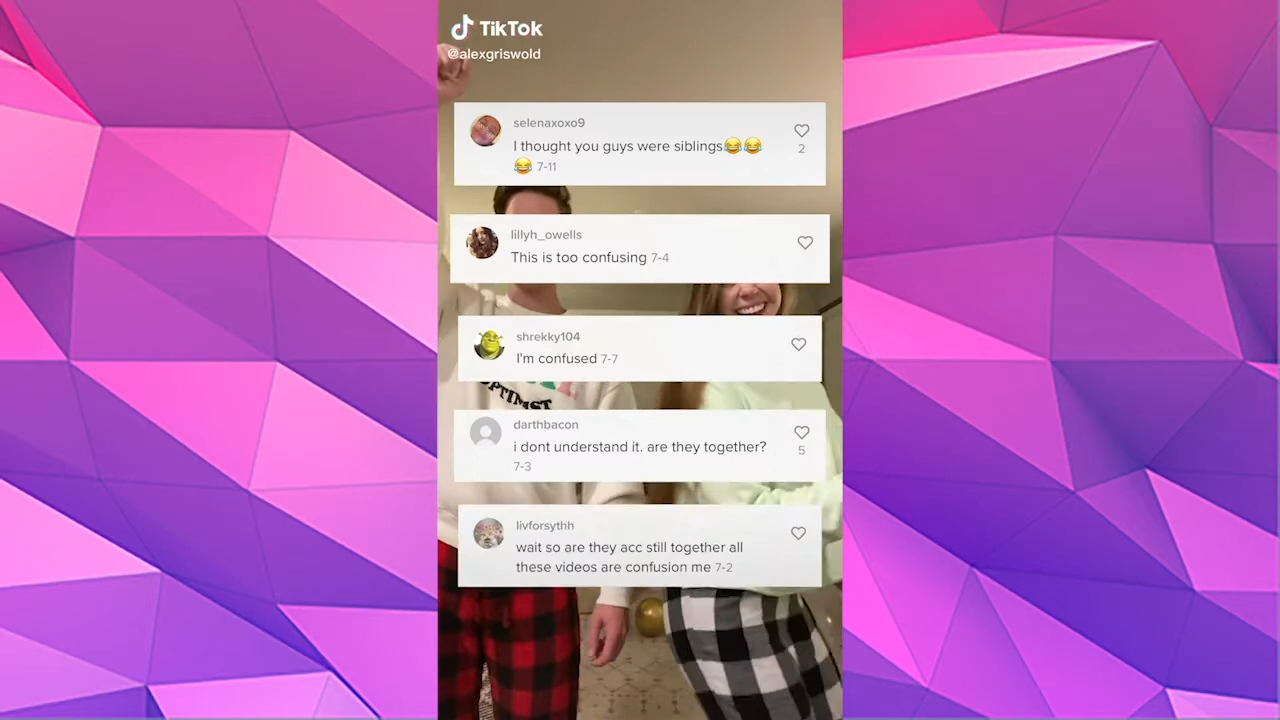 TikTok
@alexgriswold
selenaxoxo9
I thought you guys were siblings😂😂
😂 7-11
2
lillyh_owells
This is too confusing 7-4
shrekky104
I'm confused 7-7
OPTIMIST
darthbacon
i dont understand it. are they together?
7-3
5
livforsythh
wait so are they acc still together all
these videos are confusion me 7-2